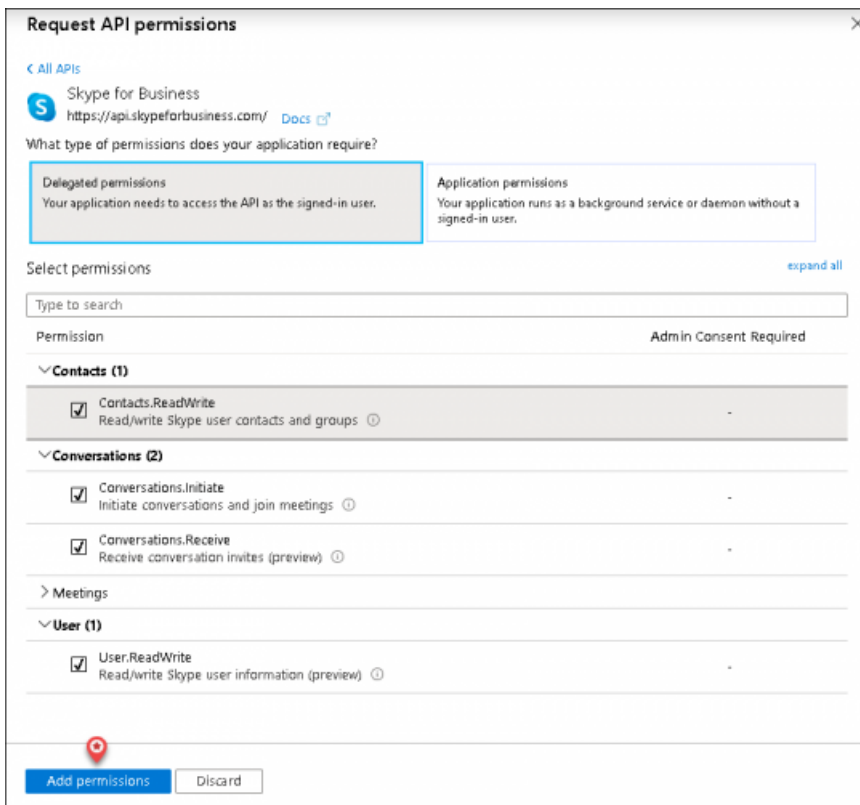 Request API permissions
All APIs
Skype for Business
https://api.skypeforbusiness.com/ Docs
What type of permissions does your application require?
Delegated permissions
Your application needs to access the API as the signed-in user.
Application permissions
Your application runs as a background service or daemon without a
signed-in user.
Select permissions
expand all
Type to search
Permission Admin Consent Required
Contacts (1)
Contacts.ReadWrite
Read/write Skype user contacts and groups
-
Conversations (2)
Conversations.Initiate
Initiate conversations and join meetings
-
Conversations.Receive
Receive conversation invites (preview)
-
Meetings
User (1)
User.ReadWrite
Read/write Skype user information (preview)
-
Add permissions Discard